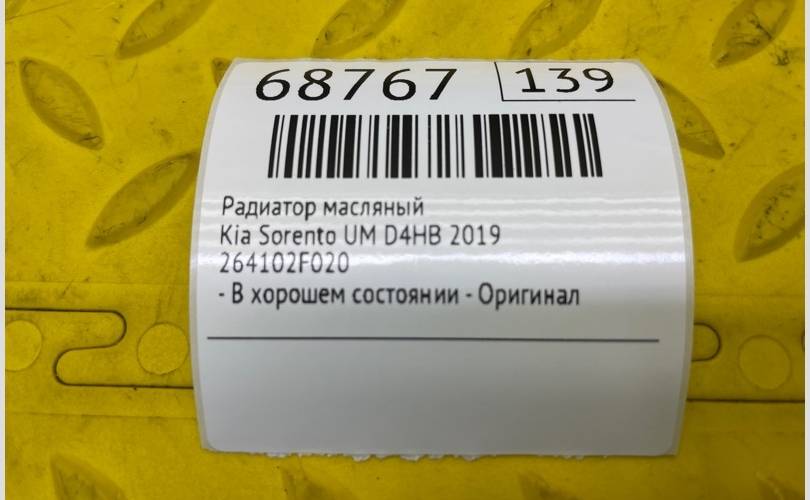 68767 139
Радиатор масляный
Kia Sorento UM D4HB 2019
264102F020
- В хорошем состоянии - Оригинал